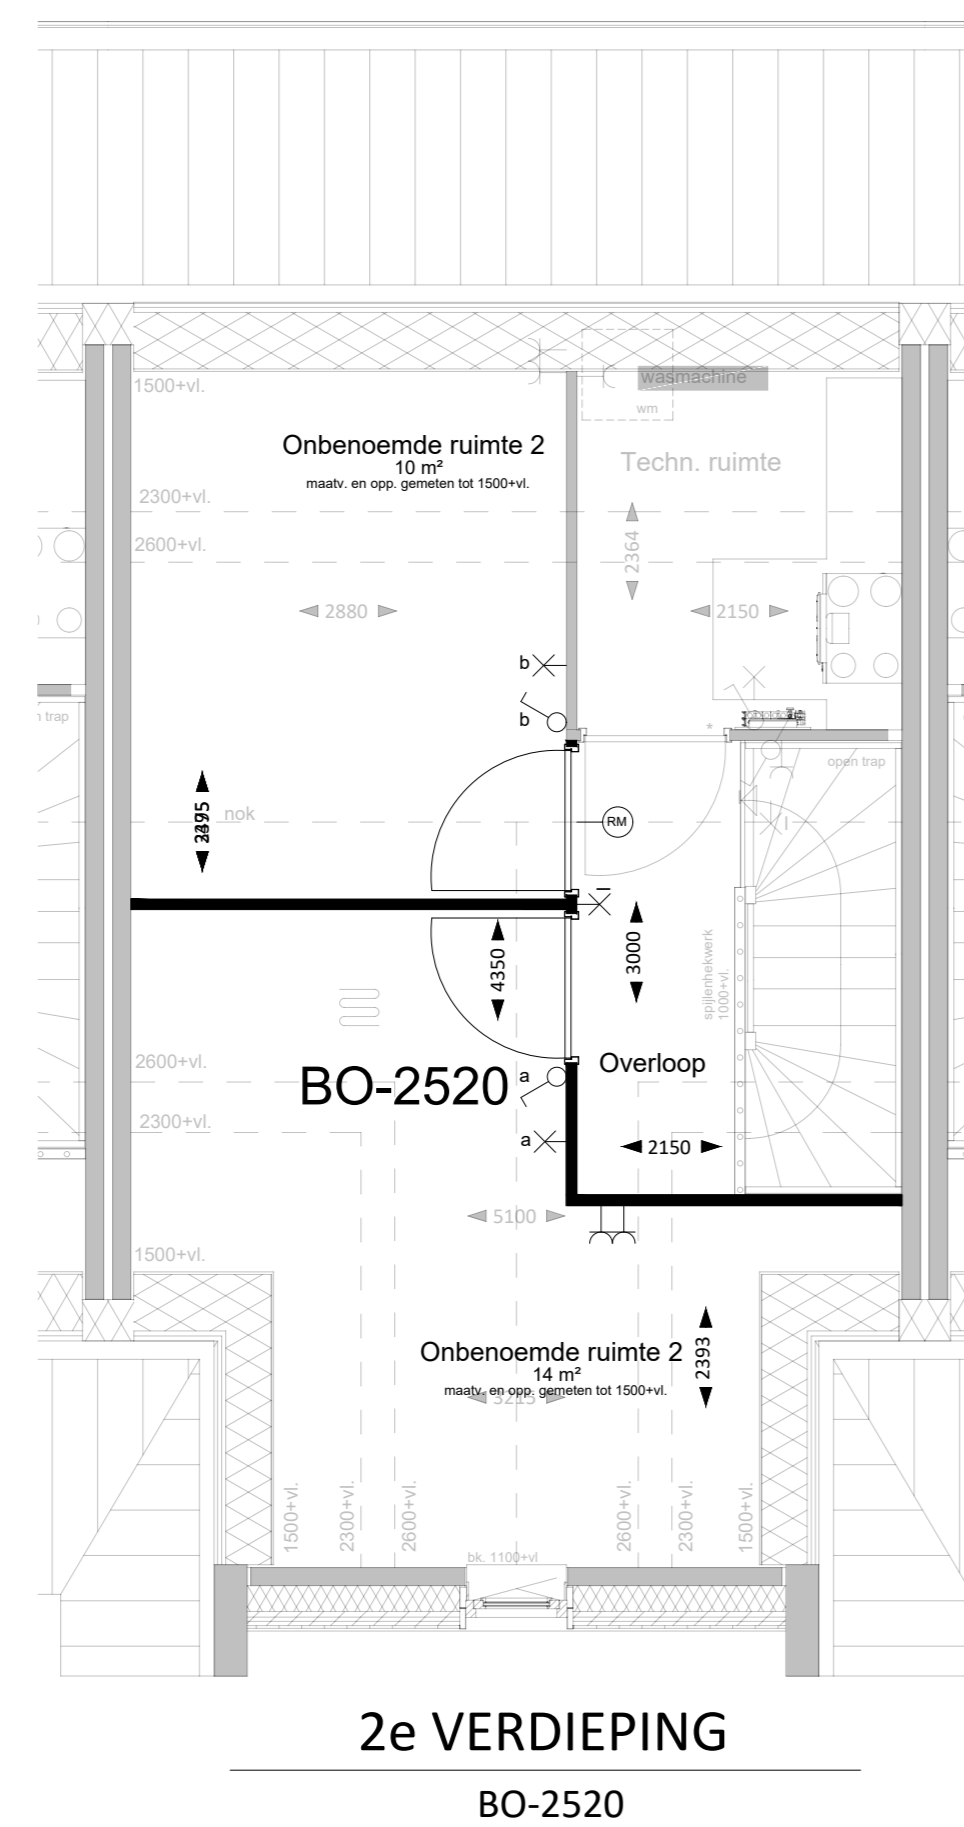 wasmachine
1500+vl.
wm
Onbenoemde ruimte 2
10 m²
maatv. en opp. gemeten tot 1500+vl.
Techn. ruimte
2300+vl.
2600+vl.
2364
2880
2150
b
b
n trap
*
open trap
nok
RM
spijlenhekwerk
1000+vl.
3000
4350
2600+vl.
BO-2520
a
Overloop
2300+vl.
a
2150
5100
1500+vl.
Onbenoemde ruimte 2
14 m²
maatv. en opp. gemeten tot 1500+vl.
2393
3215
1500+vl.
2300+vl.
2600+vl.
2600+vl.
2300+vl.
1500+vl.
bk. 1100+vl
2e VERDIEPING
BO-2520